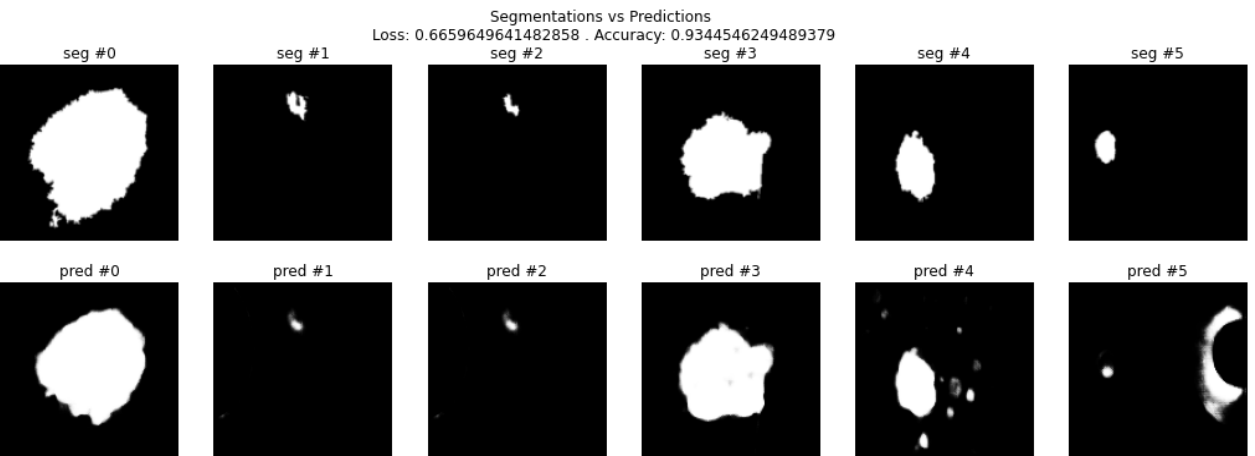 Segmentations vs Predictions
Loss: 0.6659649641482858 . Accuracy: 0.9344546249489379
seg #0 seg #1 seg #2 seg #3 seg #4 seg #5
pred #0 pred #1 pred #2 pred #3 pred #4 pred #5